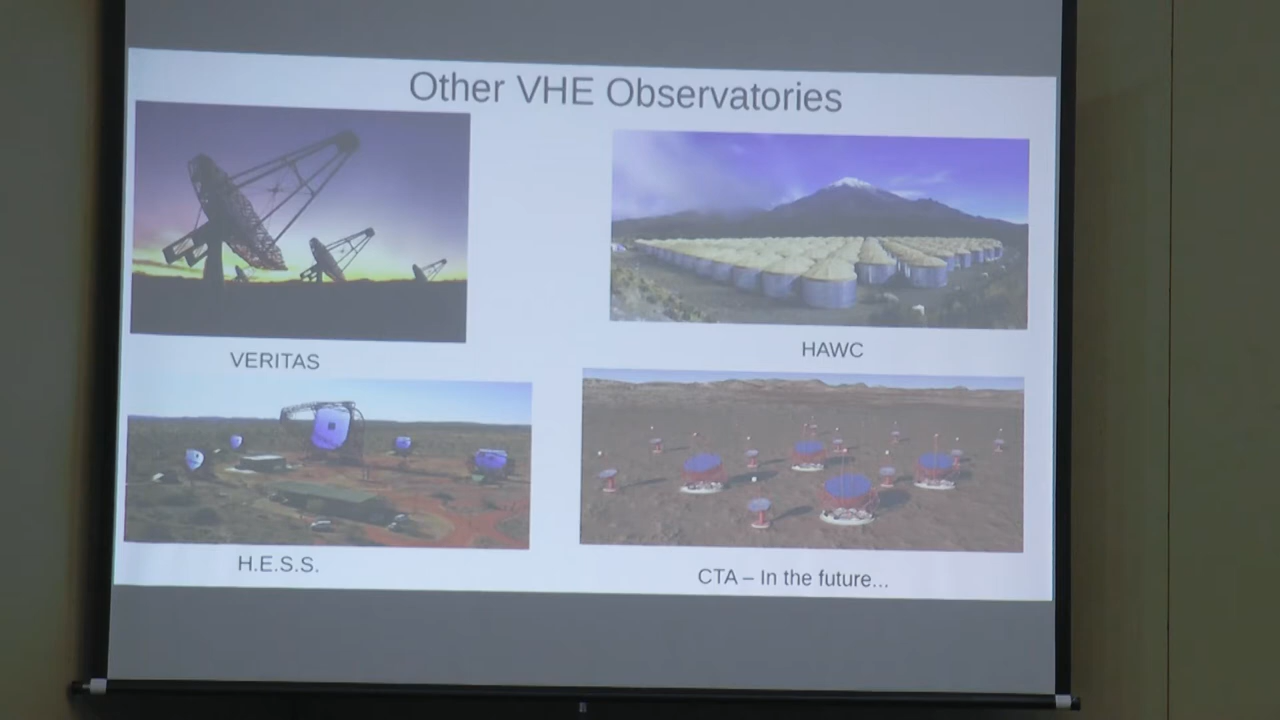 Other VHE Observatories
VERITAS
HAWC
H.E.S.S.
CTA – In the future...